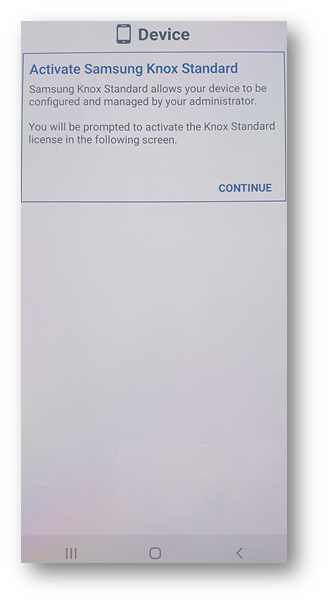 Device
Activate Samsung Knox Standard
Samsung Knox Standard allows your device to be
configured and managed by your administrator.
You will be prompted to activate the Knox Standard
license in the following screen.
CONTINUE